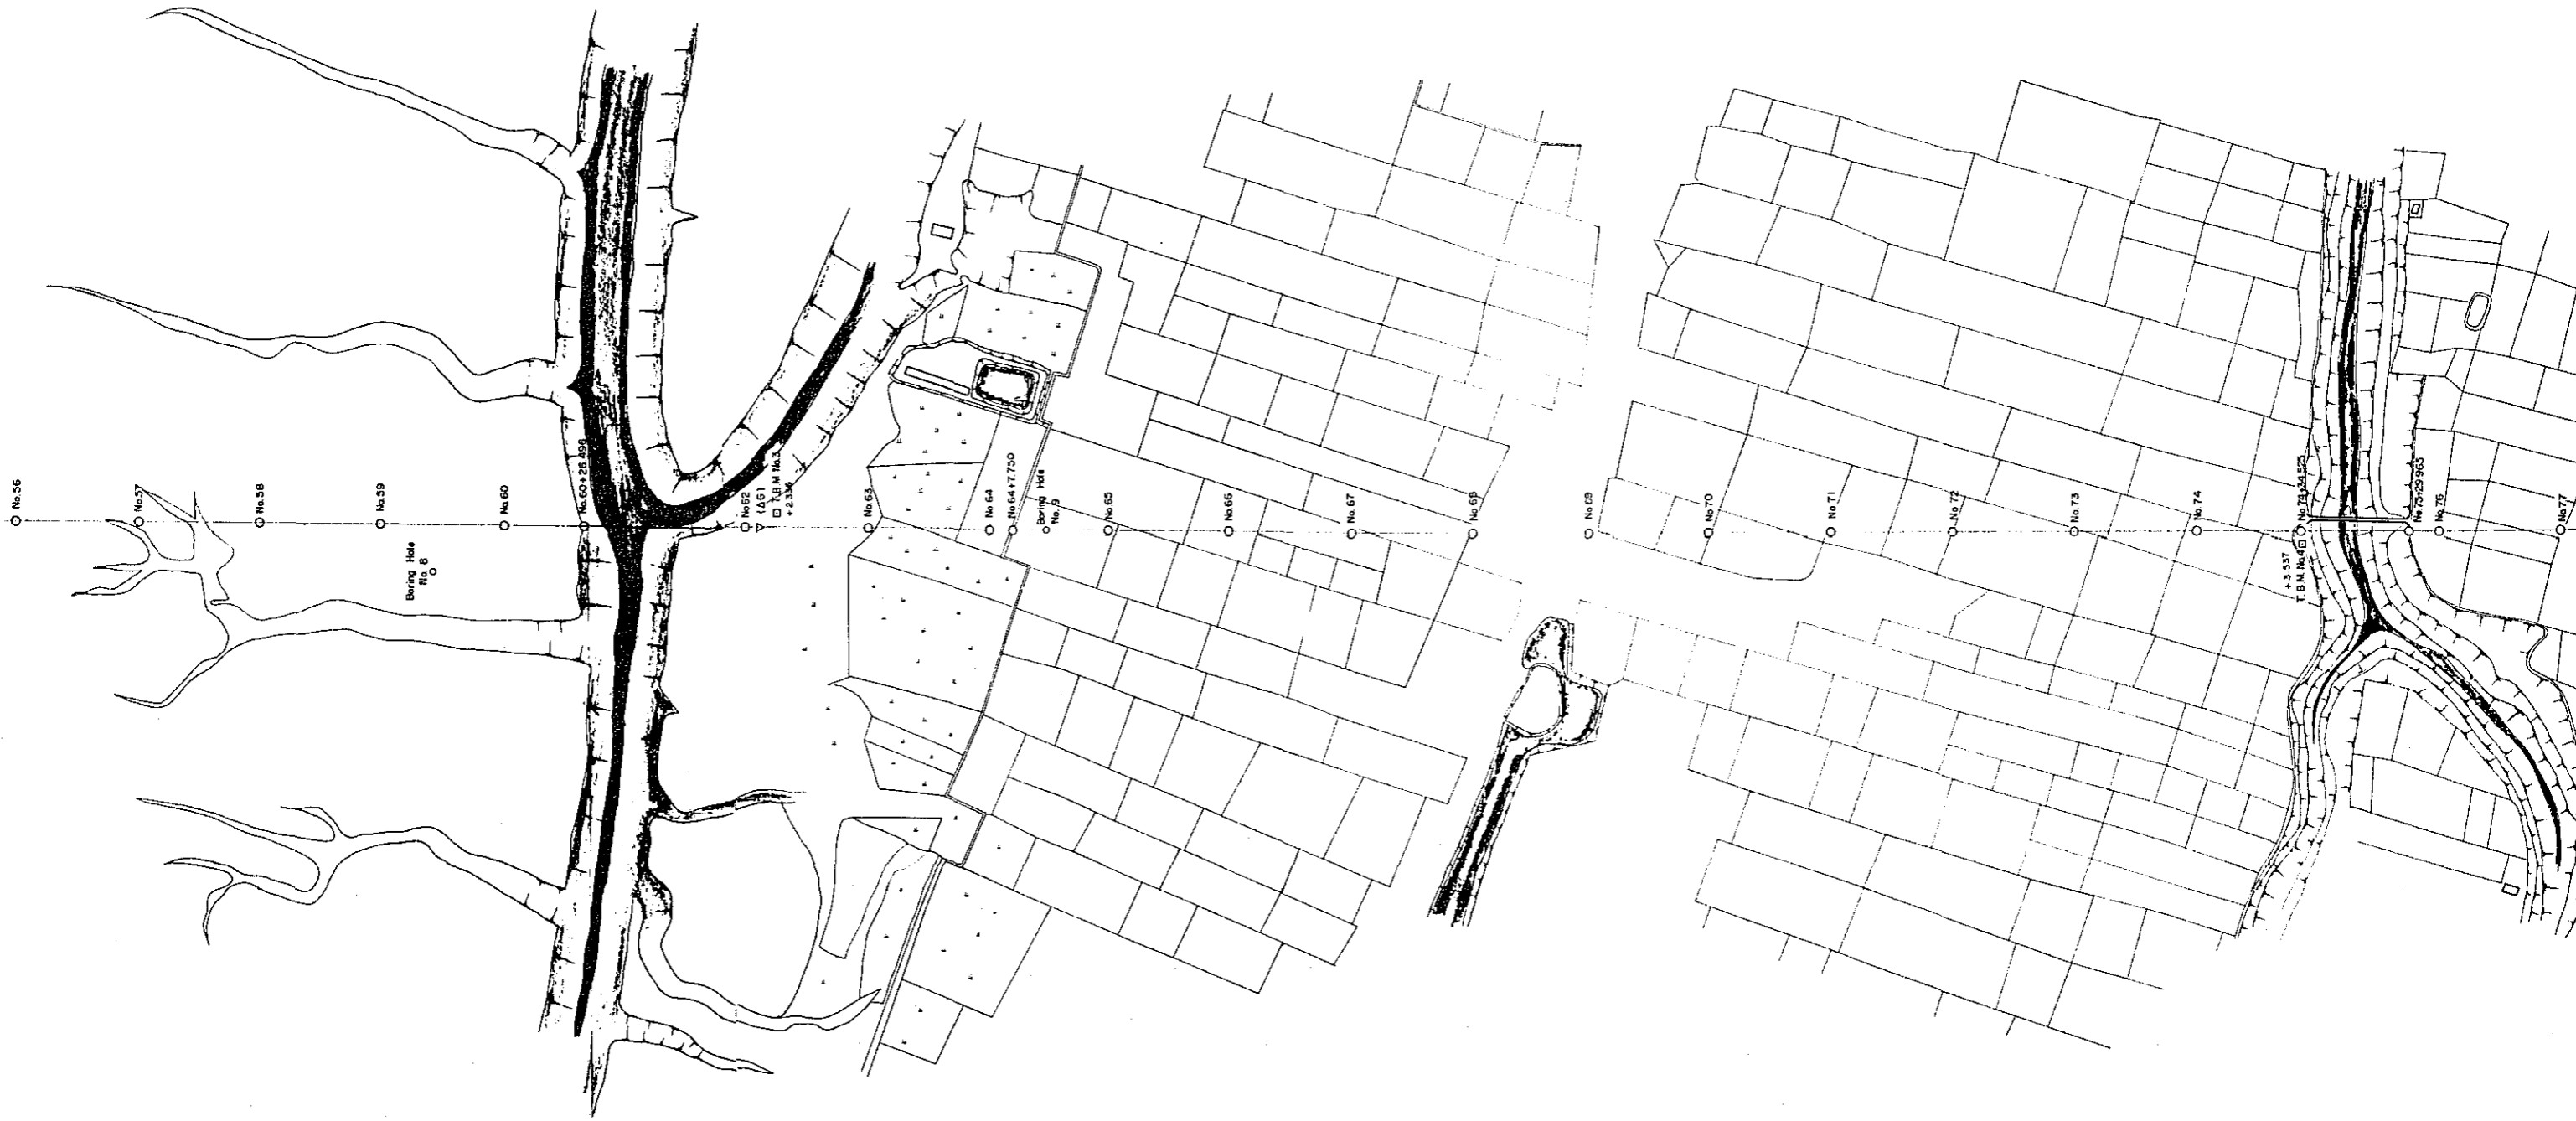 No.56
No.57
No.58
No.59
Boring Hole
No. 8
No.60
No.60+26.496
No.62
(△G)
T.B.M No.3
+2.336
No.63
No.64
No.64+7.750
Boring Hole
No. 9
No.65
No.66
No.67
No.68
No.69
No.70
No.71
No.72
No.73
No.74
+3.537
T.B.M. No.4
No.74+34.525
No.75+29.965
No.76
No.77